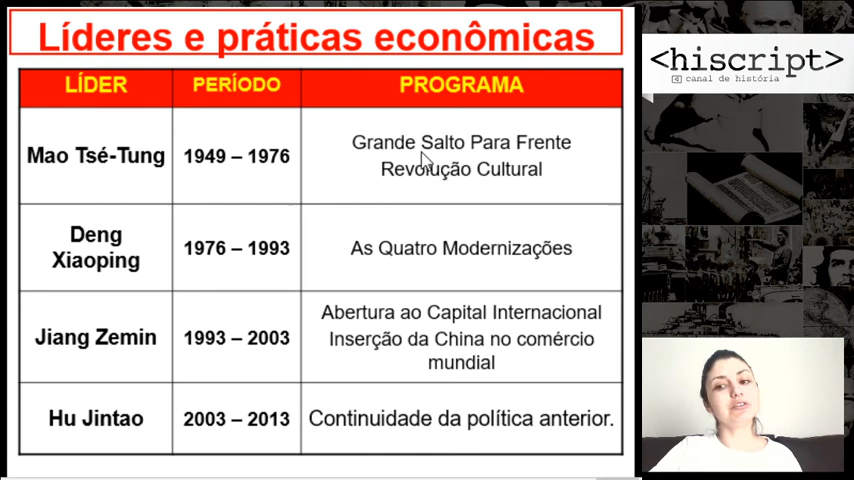 Líderes e práticas econômicas
LÍDER PERÍODO PROGRAMA
Mao Tsé-Tung 1949 – 1976 Grande Salto Para Frente
Revolução Cultural
Deng
Xiaoping 1976 – 1993 As Quatro Modernizações
Jiang Zemin 1993 – 2003 Abertura ao Capital Internacional
Inserção da China no comércio
mundial
Hu Jintao 2003 – 2013 Continuidade da política anterior.
<hiscript>
canal de história